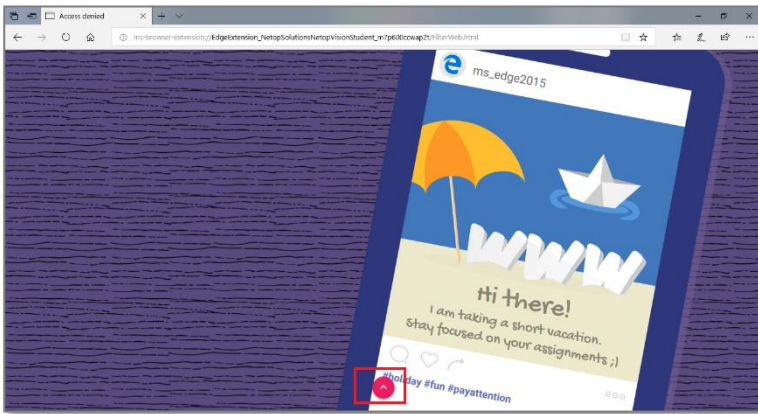 Access denied
ms-browser-extension://EdgeExtension_NetopSolutionsNetopVisionStudent_m7p600ccwap2t/FilterWeb.html
ms_edge2015
WWW
Hi there!
I am taking a short vacation.
Stay focused on your assignments ;)
#holiday #fun #payattention